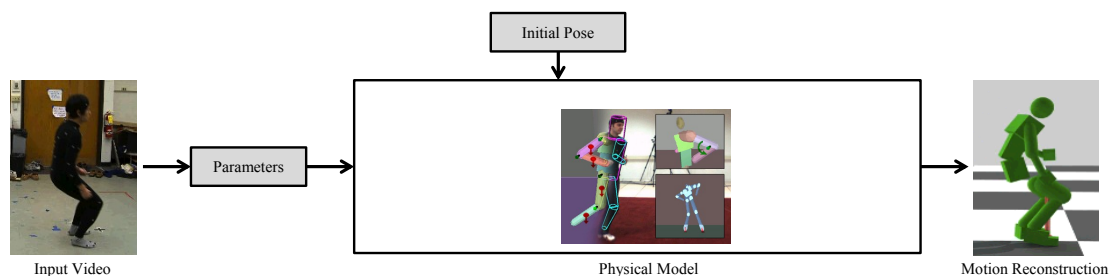 Initial Pose
Parameters
Input Video
Physical Model
Motion Reconstruction